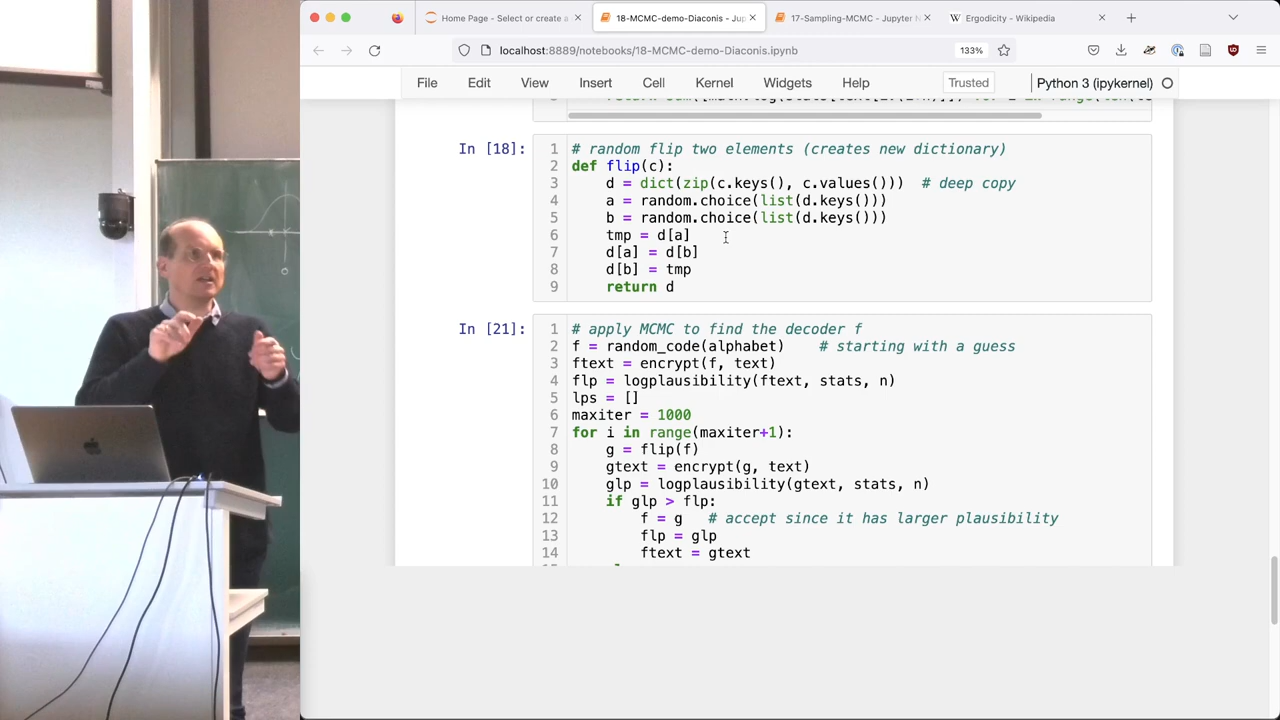 Home Page - Select or create a
18-MCMC-demo-Diaconis - Jup
17-Sampling-MCMC - Jupyter N
Ergodicity - Wikipedia
localhost:8889/notebooks/18-MCMC-demo-Diaconis.ipynb
133%
File Edit View Insert Cell Kernel Widgets Help
Trusted
Python 3 (ipykernel)
In [18]:
1 # random flip two elements (creates new dictionary)
2 def flip(c):
3 d = dict(zip(c.keys(), c.values())) # deep copy
4 a = random.choice(list(d.keys()))
5 b = random.choice(list(d.keys()))
6 tmp = d[a]
7 d[a] = d[b]
8 d[b] = tmp
9 return d
In [21]:
1 # apply MCMC to find the decoder f
2 f = random_code(alphabet) # starting with a guess
3 ftext = encrypt(f, text)
4 flp = logplausibility(ftext, stats, n)
5 lps = []
6 maxiter = 1000
7 for i in range(maxiter+1):
8 g = flip(f)
9 gtext = encrypt(g, text)
10 glp = logplausibility(gtext, stats, n)
11 if glp > flp:
12 f = g # accept since it has larger plausibility
13 flp = glp
14 ftext = gtext